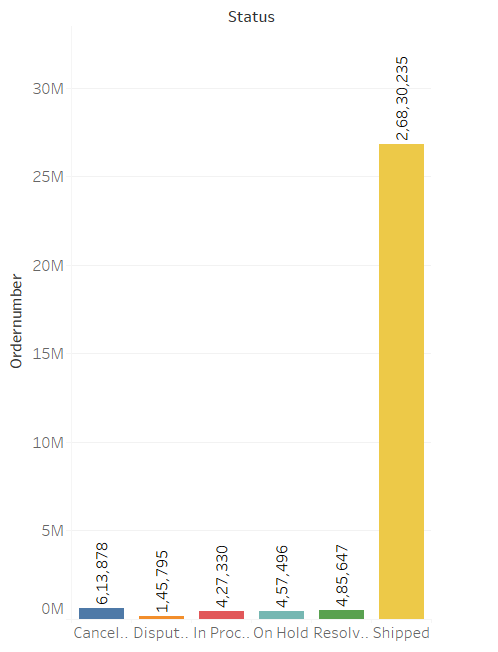 Status
Ordernumber
30M
25M
20M
15M
10M
5M
0M
6,13,878
1,45,795
4,27,330
4,57,496
4,85,647
2,68,30,235
Cancel.. Disput.. In Proc.. On Hold Resolv.. Shipped